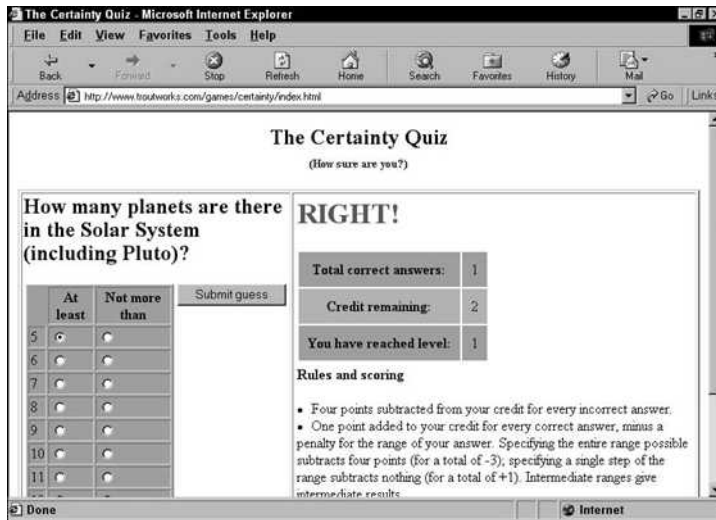 The Certainty Quiz - Microsoft Internet Explorer
File Edit View Favorites Tools Help
Back Forward Stop Refresh Home Search Favorites History Mail
Address http://www.troutworks.com/games/certainty/index.html Go Links
The Certainty Quiz
(How sure are you?)
How many planets are there
in the Solar System
(including Pluto)?
At least Not more than
Submit guess
5
6
7
8
9
10
11
RIGHT!
Total correct answers: 1
Credit remaining: 2
You have reached level: 1
Rules and scoring
• Four points subtracted from your credit for every incorrect answer.
• One point added to your credit for every correct answer, minus a
penalty for the range of your answer. Specifying the entire range possible
subtracts four points (for a total of -3); specifying a single step of the
range subtracts nothing (for a total of +1). Intermediate ranges give
intermediate results.
Done Internet